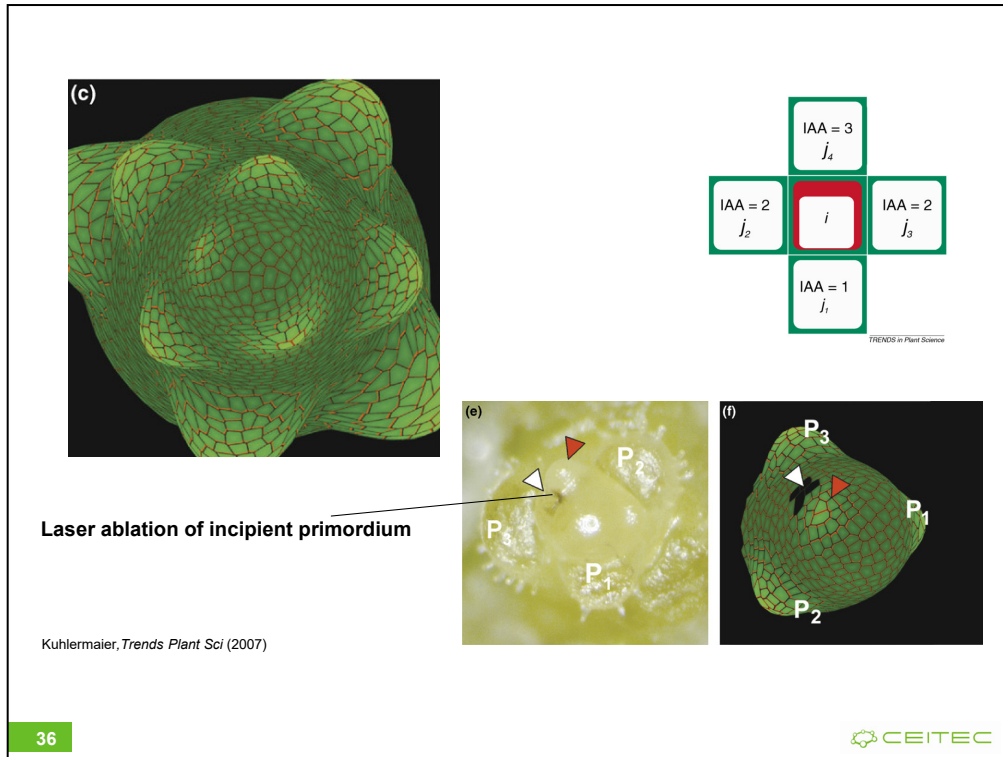 (c)
IAA = 3
j4
IAA = 2
j2
i
IAA = 2
j3
IAA = 1
j1
TRENDS in Plant Science
(e)
P2
P3
P1
(f)
P3
P1
P2
Laser ablation of incipient primordium
Kuhlermaier, Trends Plant Sci (2007)
36
CEITEC